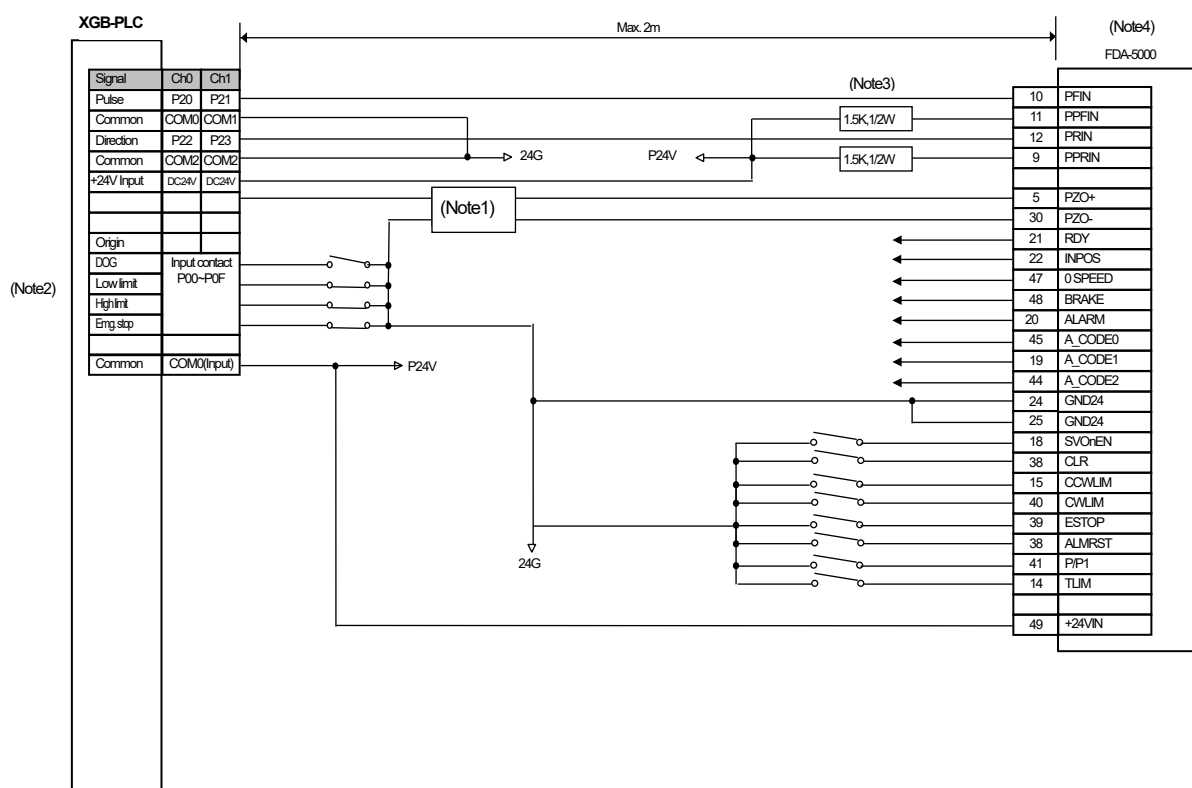 XGB-PLC
Max. 2m
(Note4)
FDA-5000
Signal Ch0 Ch1
Pulse P20 P21
Common COM0 COM1
Direction P22 P23
Common COM2 COM2
+24V Input DC24V DC24V
Origin
DOG
Low limit
High limit
Emg. stop
Input contact
P00~P0F
Common COM0(Input)
(Note2)
24G
P24V
(Note3)
1.5K,1/2W
1.5K,1/2W
(Note1)
P24V
24G
10 PFIN
11 PPFIN
12 PRIN
9 PPRIN
5 PZO+
30 PZO-
21 RDY
22 INPOS
47 0 SPEED
48 BRAKE
20 ALARM
45 A_CODE0
19 A_CODE1
44 A_CODE2
24 GND24
25 GND24
18 SVOnEN
38 CLR
15 CCWLIM
40 CWLIM
39 ESTOP
38 ALMRST
41 P/P1
14 TLIM
49 +24VIN